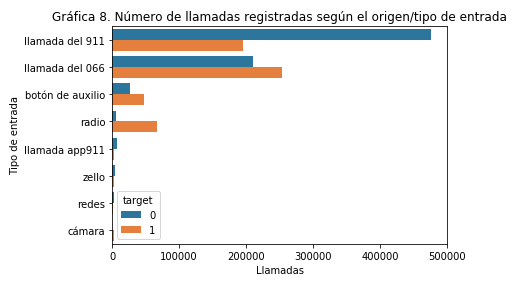 Gráfica 8. Número de llamadas registradas según el origen/tipo de entrada
llamada del 911
llamada del 066
botón de auxilio
radio
llamada app911
zello
redes
cámara
Tipo de entrada
target
0
1
0
100000
200000
300000
400000
500000
Llamadas